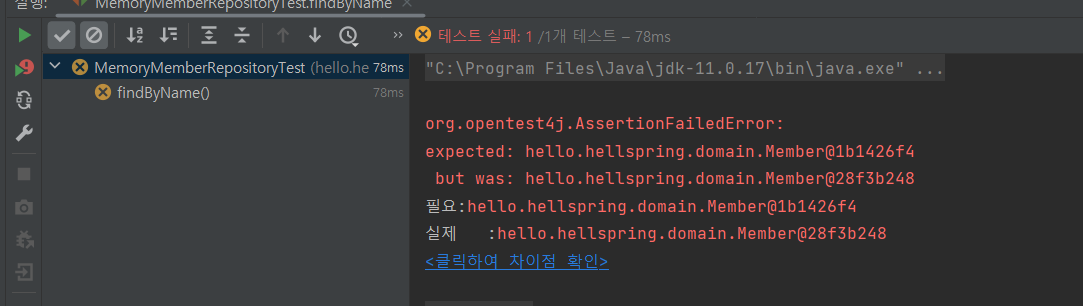 실행: MemoryMemberRepositoryTest.findByName ×
» 테스트 실패: 1 /1개 테스트 – 78ms
MemoryMemberRepositoryTest (hello.he 78ms
findByName() 78ms
"C:\Program Files\Java\jdk-11.0.17\bin\java.exe" ...
org.opentest4j.AssertionFailedError:
expected: hello.hellspring.domain.Member@1b1426f4
but was: hello.hellspring.domain.Member@28f3b248
필요:hello.hellspring.domain.Member@1b1426f4
실제 :hello.hellspring.domain.Member@28f3b248
<클릭하여 차이점 확인>